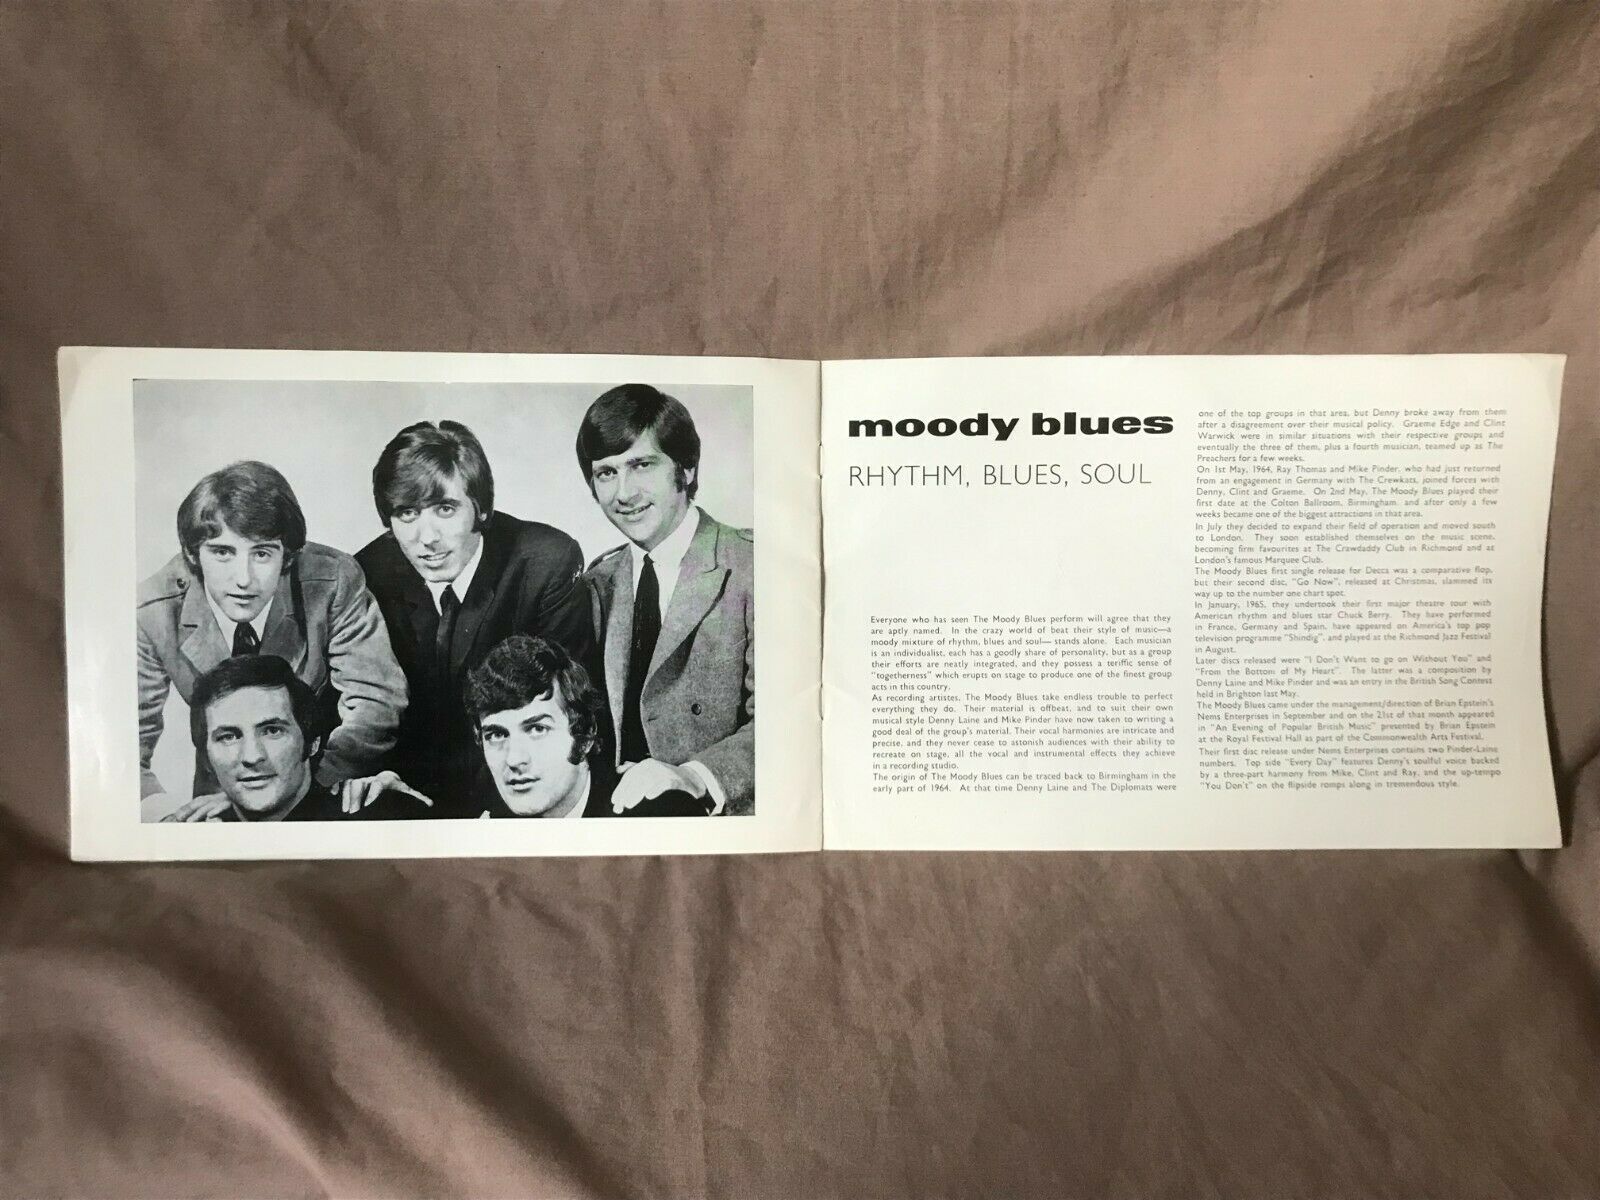 moody blues
RHYTHM, BLUES, SOUL
Everyone who has seen The Moody Blues perform will agree that they
are aptly named. In the crazy world of beat their style of music—a
moody mixture of rhythm, blues and soul— stands alone. Each musician
is an individualist, each has a goodly share of personality, but as a group
their efforts are neatly integrated, and they possess a teriffic sense of
"togetherness" which erupts on stage to produce one of the finest group
acts in this country.
As recording artistes, The Moody Blues take endless trouble to perfect
everything they do. Their material is offbeat, and to suit their own
musical style Denny Laine and Mike Pinder have now taken to writing a
good deal of the group's material. Their vocal harmonies are intricate and
precise, and they never cease to astonish audiences with their ability to
recreate on stage, all the vocal and instrumental effects they achieve
in a recording studio.
The origin of The Moody Blues can be traced back to Birmingham in the
early part of 1964. At that time Denny Laine and The Diplomats were
one of the top groups in that area, but Denny broke away from them
after a disagreement over their musical policy. Graeme Edge and Clint
Warwick were in similar situations with their respective groups and
eventually the three of them, plus a fourth musician, teamed up as The
Preachers for a few weeks.
On 1st May, 1964, Ray Thomas and Mike Pinder, who had just returned
from an engagement in Germany with The Crewkats, joined forces with
Denny, Clint and Graeme. On 2nd May, The Moody Blues played their
first date at the Colton Ballroom, Birmingham, and after only a few
weeks became one of the biggest attractions in that area.
In July they decided to expand their field of operation and moved south
to London. They soon established themselves on the music scene,
becoming firm favourites at The Crawdaddy Club in Richmond and at
London's famous Marquee Club.
The Moody Blues first single release for Decca was a comparative flop,
but their second disc, "Go Now", released at Christmas, slammed its
way up to the number one chart spot.
In January, 1965, they undertook their first major theatre tour with
American rhythm and blues star Chuck Berry. They have performed
in France, Germany and Spain, have appeared on America's top pop
television programme "Shindig", and played at the Richmond Jazz Festival
in August.
Later discs released were "I Don't Want to go on Without You" and
"From the Bottom of My Heart". The latter was a composition by
Denny Laine and Mike Pinder and was an entry in the British Song Contest
held in Brighton last May.
The Moody Blues came under the management/direction of Brian Epstein's
Nems Enterprises in September and on the 21st of that month appeared
in "An Evening of Popular British Music" presented by Brian Epstein
at the Royal Festival Hall as part of the Commonwealth Arts Festival.
Their first disc release under Nems Enterprises contains two Pinder-Laine
numbers. Top side "Every Day" features Denny's soulful voice backed
by a three-part harmony from Mike, Clint and Ray, and the up-tempo
"You Don't" on the flipside romps along in tremendous style.